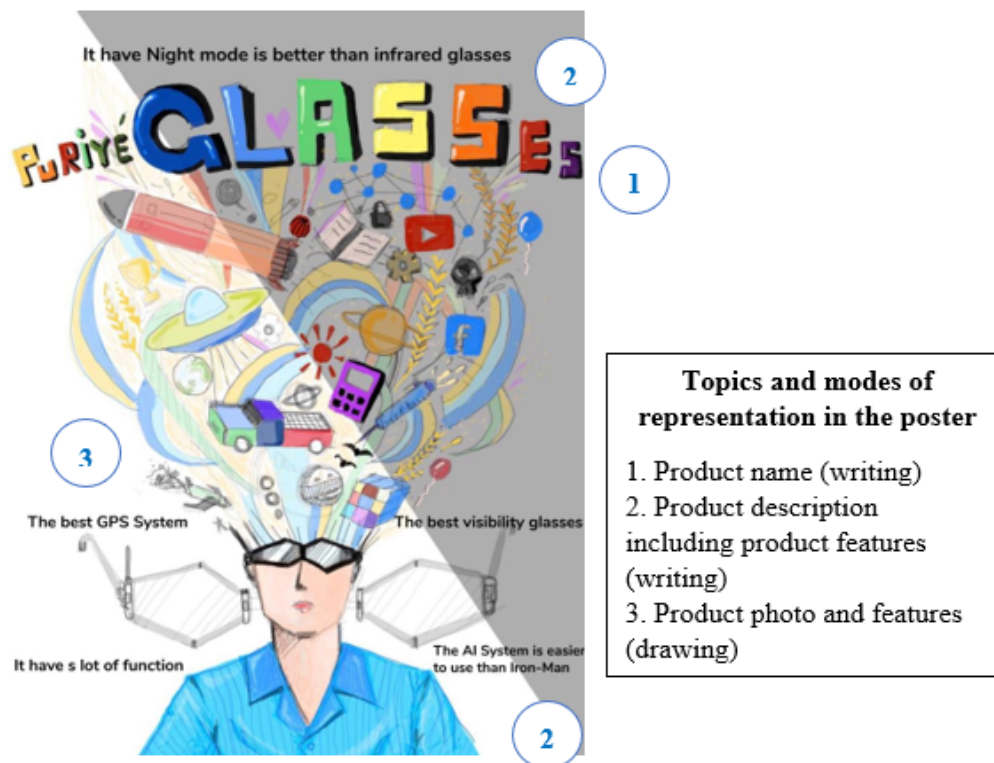 It have Night mode is better than infrared glasses
2
PURIYÉ GLASSES
1
3
The best GPS System
The best visibility glasses
It have s lot of function
The AI System is easier
to use than Iron-Man
2
Topics and modes of
representation in the poster
1. Product name (writing)
2. Product description
including product features
(writing)
3. Product photo and features
(drawing)